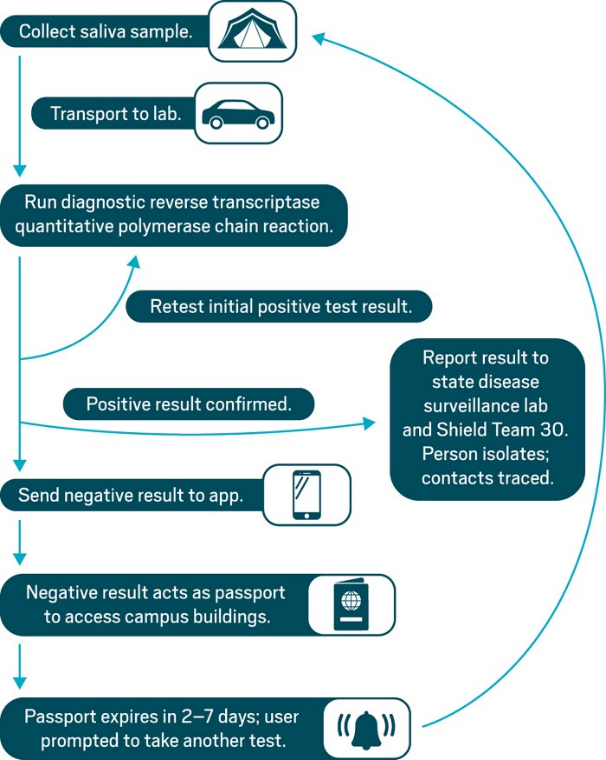 Collect saliva sample.
Transport to lab.
Run diagnostic reverse transcriptase
quantitative polymerase chain reaction.
Retest initial positive test result.
Positive result confirmed.
Report result to
state disease
surveillance lab
and Shield Team 30.
Person isolates;
contacts traced.
Send negative result to app.
Negative result acts as passport
to access campus buildings.
Passport expires in 2–7 days; user
prompted to take another test.